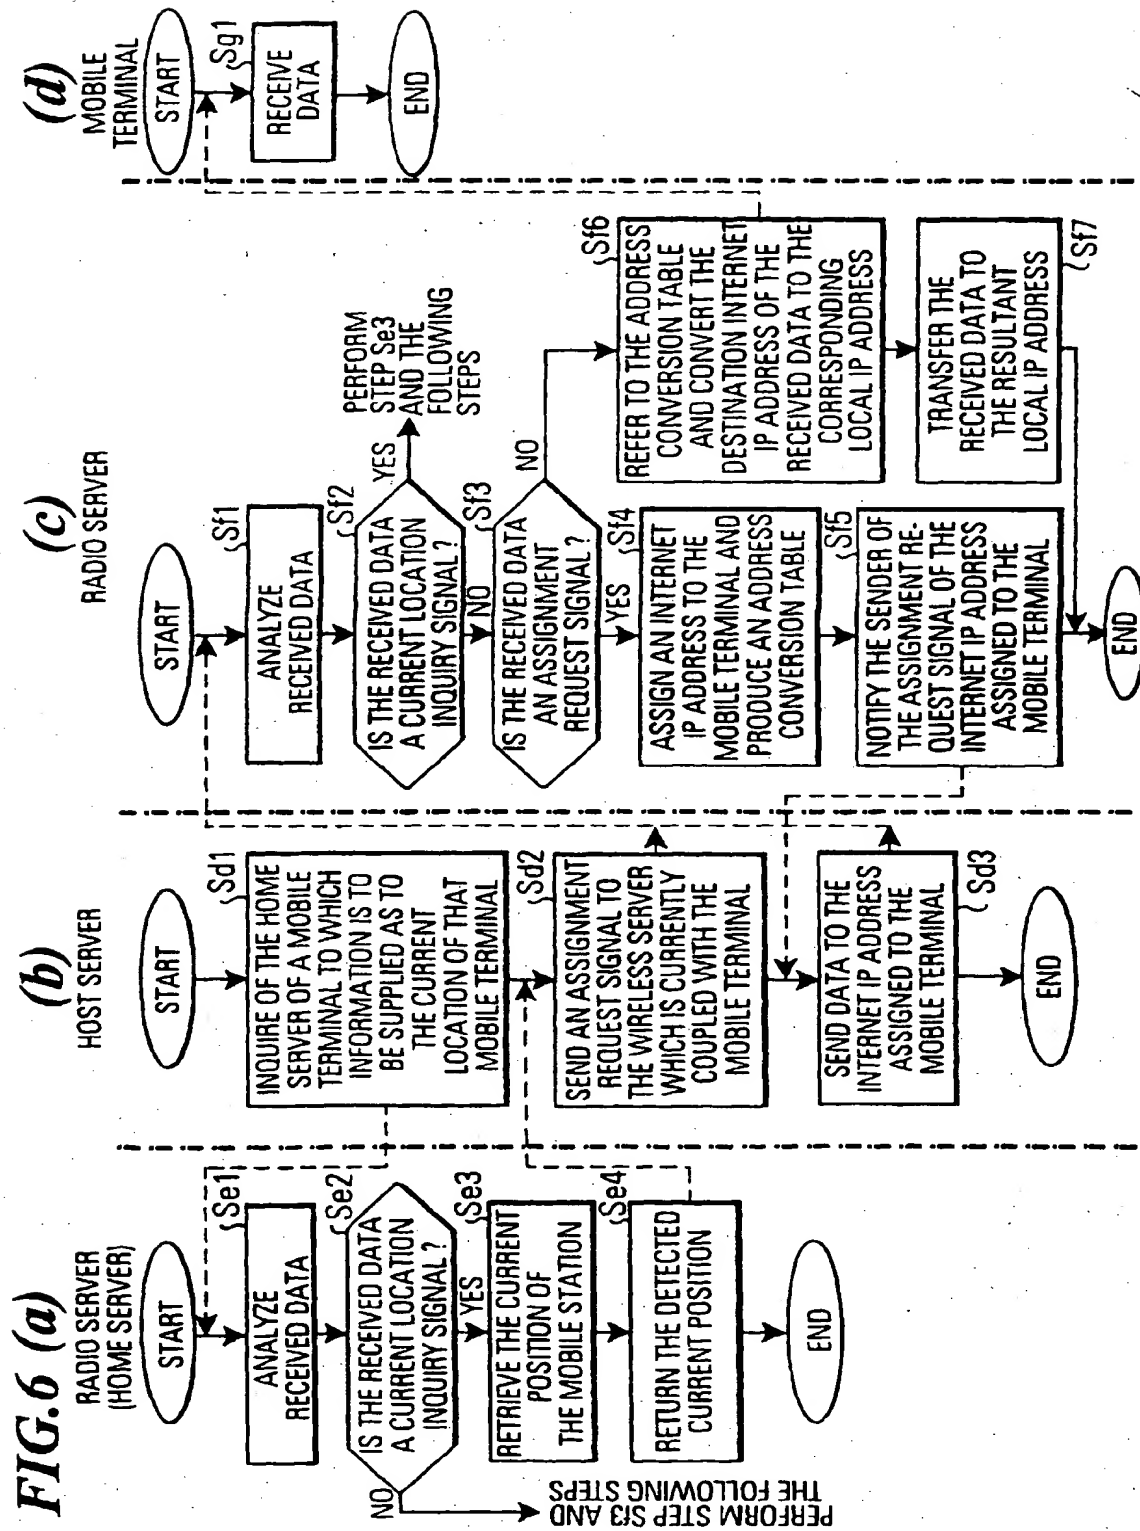 FIG.6
(a)
RADIO SERVER
(HOME SERVER)
START
Se1
ANALYZE
RECEIVED DATA
Se2
IS THE RECEIVED DATA
A CURRENT LOCATION
INQUIRY SIGNAL ?
NO
PERFORM STEP Sf3 AND
THE FOLLOWING STEPS
YES
Se3
RETRIEVE THE CURRENT
POSITION OF
THE MOBILE STATION
Se4
RETURN THE DETECTED
CURRENT POSITION
END
(b)
HOST SERVER
START
Sd1
INQUIRE OF THE HOME
SERVER OF A MOBILE
TERMINAL TO WHICH
INFORMATION IS TO
BE SUPPLIED AS TO
THE CURRENT
LOCATION OF THAT
MOBILE TERMINAL
Sd2
SEND AN ASSIGNMENT
REQUEST SIGNAL TO
THE WIRELESS SERVER
WHICH IS CURRENTLY
COUPLED WITH THE
MOBILE TERMINAL
SEND DATA TO THE
INTERNET IP ADDRESS
ASSIGNED TO THE
MOBILE TERMINAL
Sd3
END
(c)
RADIO SERVER
START
Sf1
ANALYZE
RECEIVED DATA
Sf2
IS THE RECEIVED DATA
A CURRENT LOCATION
INQUIRY SIGNAL ?
YES
PERFORM
STEP Se3
AND THE
FOLLOWING
STEPS
NO
Sf3
IS THE RECEIVED DATA
AN ASSIGNMENT
REQUEST SIGNAL ?
NO
YES
Sf4
ASSIGN AN INTERNET
IP ADDRESS TO THE
MOBILE TERMINAL AND
PRODUCE AN ADDRESS
CONVERSION TABLE
Sf5
NOTIFY THE SENDER OF
THE ASSIGNMENT RE-
QUEST SIGNAL OF THE
INTERNET IP ADDRESS
ASSIGNED TO THE
MOBILE TERMINAL
Sf6
REFER TO THE ADDRESS
CONVERSION TABLE
AND CONVERT THE
DESTINATION INTERNET
IP ADDRESS OF THE
RECEIVED DATA TO THE
CORRESPONDING
LOCAL IP ADDRESS
TRANSFER THE
RECEIVED DATA TO
THE RESULTANT
LOCAL IP ADDRESS
Sf7
END
(d)
MOBILE
TERMINAL
START
Sg1
RECEIVE
DATA
END